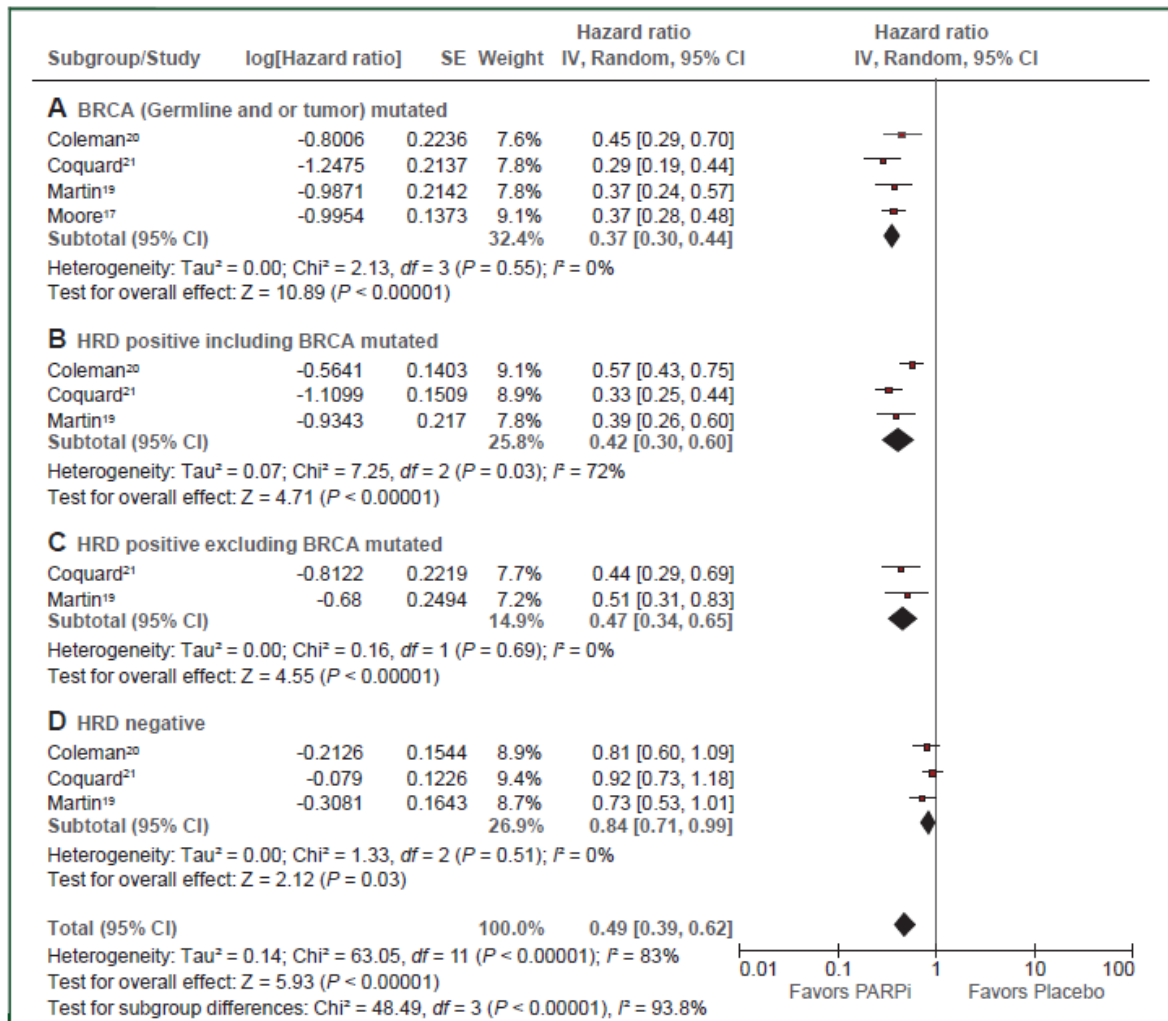 Hazard ratio Hazard ratio
Subgroup/Study log[Hazard ratio] SE Weight IV, Random, 95% CI IV, Random, 95% CI
A BRCA (Germline and or tumor) mutated
Coleman²⁰ -0.8006 0.2236 7.6% 0.45 [0.29, 0.70]
Coquard²¹ -1.2475 0.2137 7.8% 0.29 [0.19, 0.44]
Martin¹⁹ -0.9871 0.2142 7.8% 0.37 [0.24, 0.57]
Moore¹⁷ -0.9954 0.1373 9.1% 0.37 [0.28, 0.48]
Subtotal (95% CI) 32.4% 0.37 [0.30, 0.44]
Heterogeneity: Tau² = 0.00; Chi² = 2.13, df = 3 (P = 0.55); I² = 0%
Test for overall effect: Z = 10.89 (P < 0.00001)
B HRD positive including BRCA mutated
Coleman²⁰ -0.5641 0.1403 9.1% 0.57 [0.43, 0.75]
Coquard²¹ -1.1099 0.1509 8.9% 0.33 [0.25, 0.44]
Martin¹⁹ -0.9343 0.217 7.8% 0.39 [0.26, 0.60]
Subtotal (95% CI) 25.8% 0.42 [0.30, 0.60]
Heterogeneity: Tau² = 0.07; Chi² = 7.25, df = 2 (P = 0.03); I² = 72%
Test for overall effect: Z = 4.71 (P < 0.00001)
C HRD positive excluding BRCA mutated
Coquard²¹ -0.8122 0.2219 7.7% 0.44 [0.29, 0.69]
Martin¹⁹ -0.68 0.2494 7.2% 0.51 [0.31, 0.83]
Subtotal (95% CI) 14.9% 0.47 [0.34, 0.65]
Heterogeneity: Tau² = 0.00; Chi² = 0.16, df = 1 (P = 0.69); I² = 0%
Test for overall effect: Z = 4.55 (P < 0.00001)
D HRD negative
Coleman²⁰ -0.2126 0.1544 8.9% 0.81 [0.60, 1.09]
Coquard²¹ -0.079 0.1226 9.4% 0.92 [0.73, 1.18]
Martin¹⁹ -0.3081 0.1643 8.7% 0.73 [0.53, 1.01]
Subtotal (95% CI) 26.9% 0.84 [0.71, 0.99]
Heterogeneity: Tau² = 0.00; Chi² = 1.33, df = 2 (P = 0.51); I² = 0%
Test for overall effect: Z = 2.12 (P = 0.03)
Total (95% CI) 100.0% 0.49 [0.39, 0.62]
Heterogeneity: Tau² = 0.14; Chi² = 63.05, df = 11 (P < 0.00001); I² = 83%
Test for overall effect: Z = 5.93 (P < 0.00001)
Test for subgroup differences: Chi² = 48.49, df = 3 (P < 0.00001), I² = 93.8%
0.01 0.1 1 10 100
Favors PARPi Favors Placebo